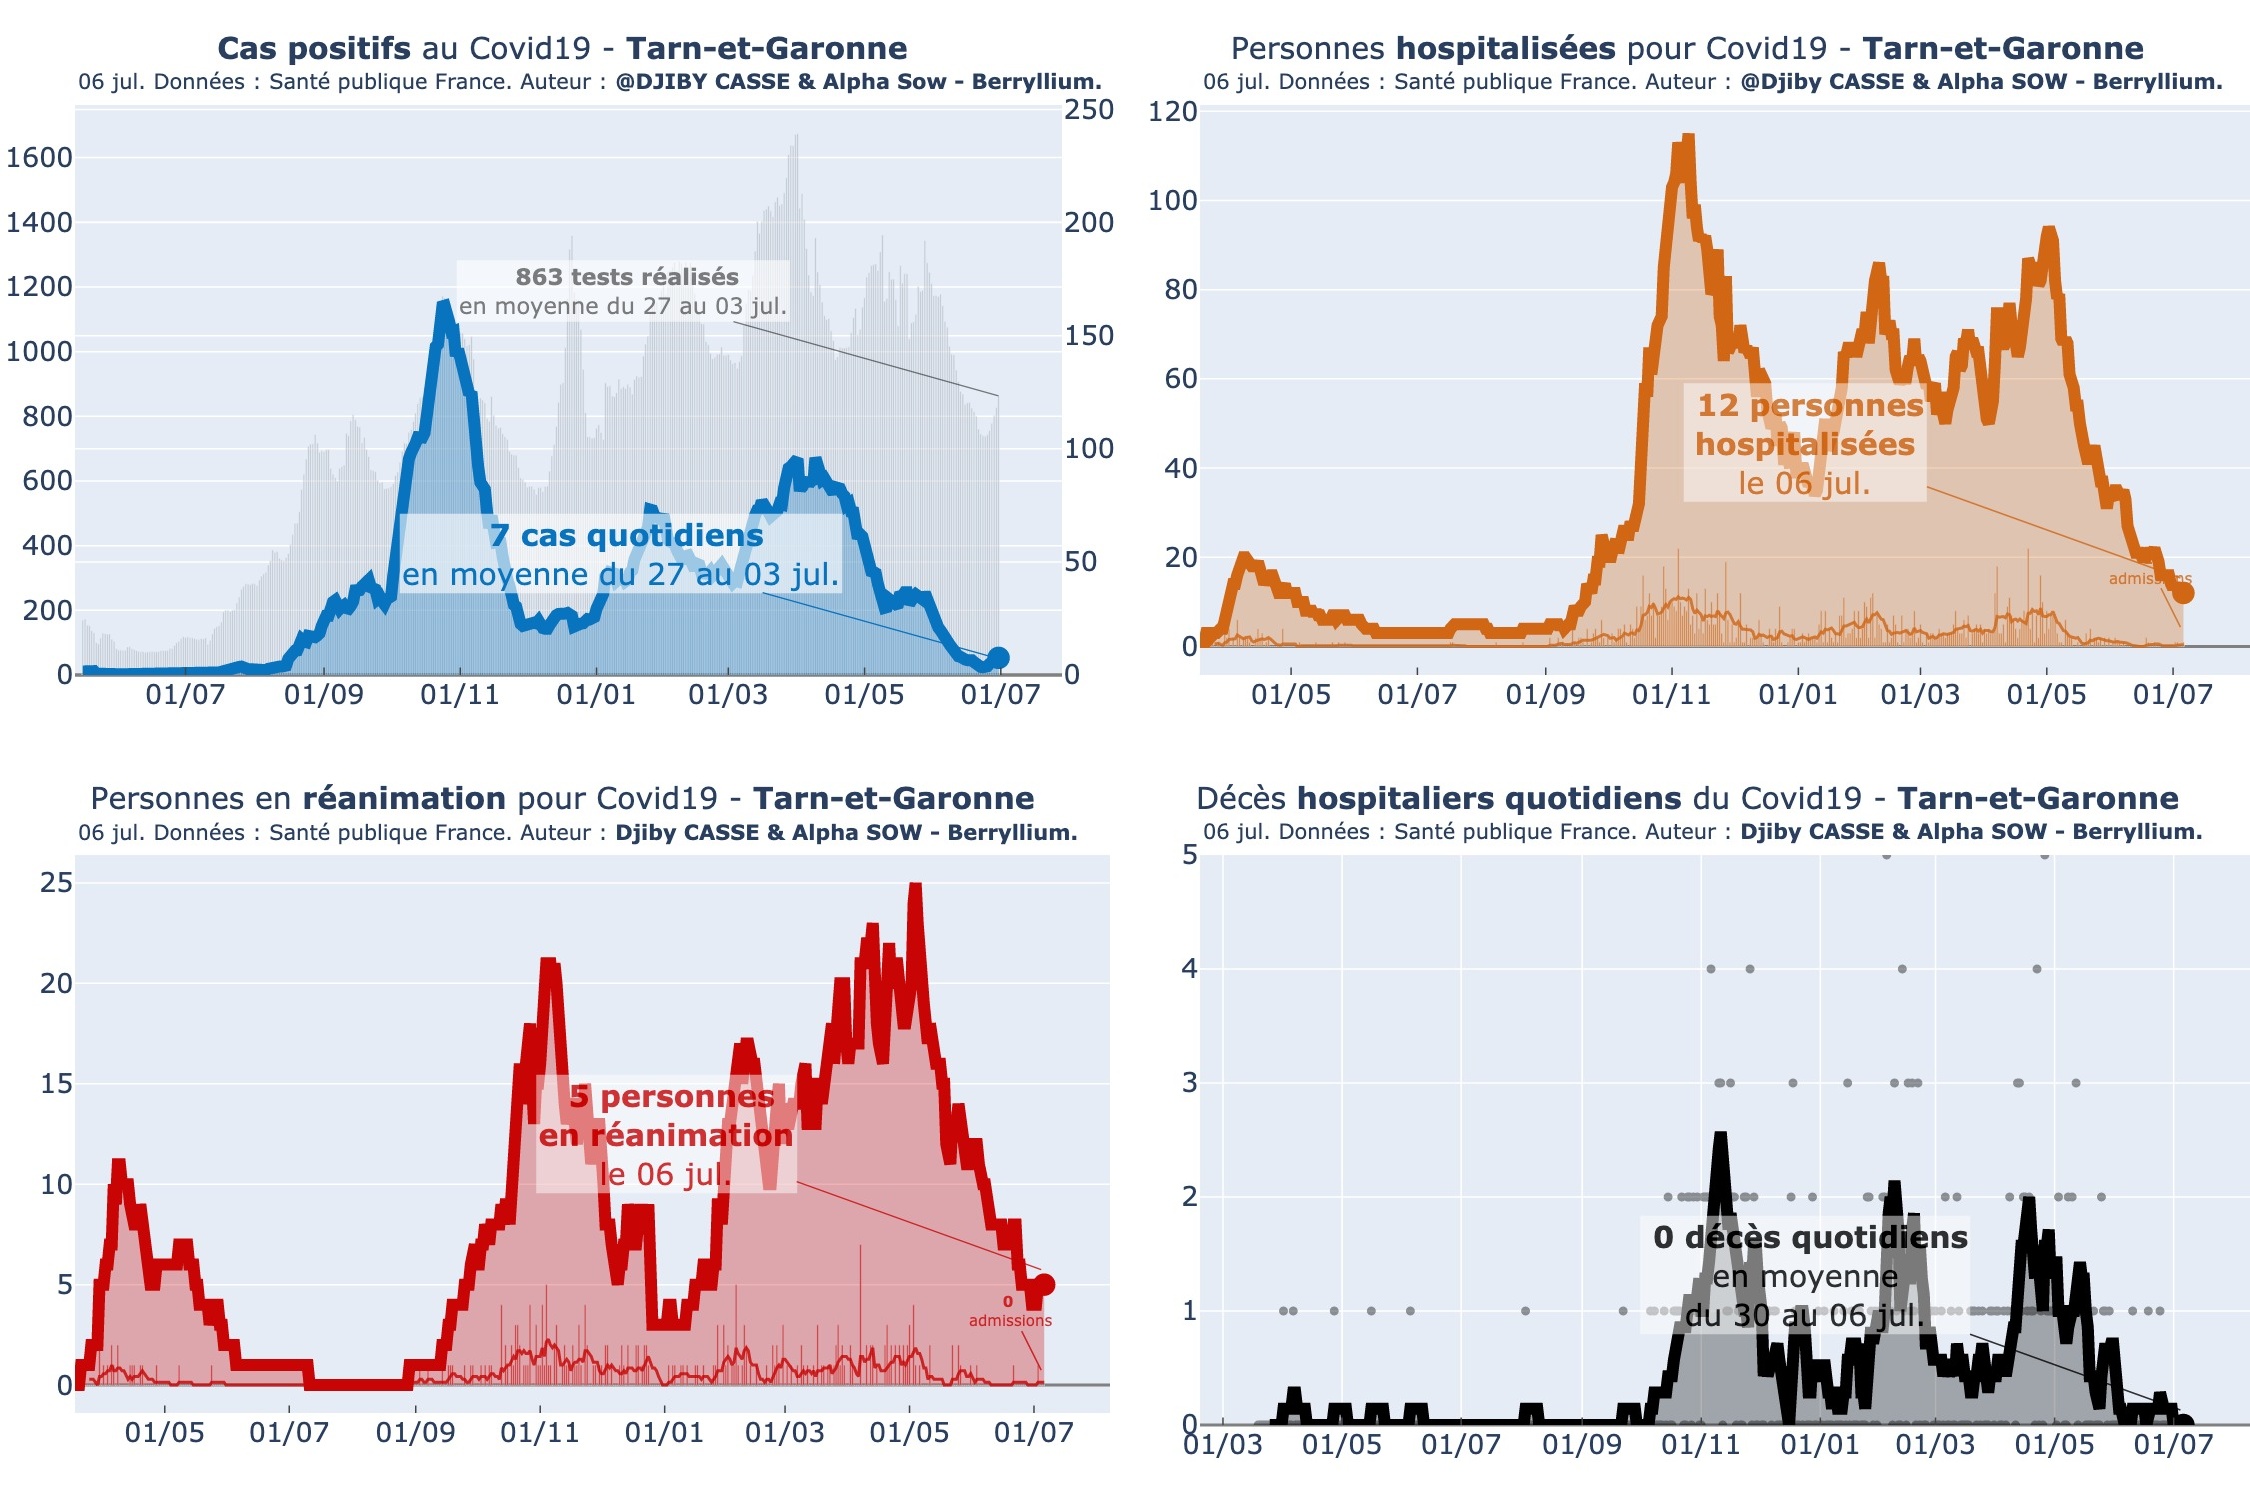 Cas positifs au Covid19 - Tarn-et-Garonne
06 jul. Données : Santé publique France. Auteur : @DJIBY CASSE & Alpha Sow - Berryllium.
250
1600
1400
200
863 tests réalisés
en moyenne du 27 au 03 jul.
1200
150
1000
800
100
600
7 cas quotidiens
en moyenne du 27 au 03 jul.
400
50
200
0
0
01/07 01/09 01/11 01/01 01/03 01/05 01/07
Personnes hospitalisées pour Covid19 - Tarn-et-Garonne
06 jul. Données : Santé publique France. Auteur : @Djiby CASSE & Alpha SOW - Berryllium.
120
100
80
60
12 personnes
hospitalisées
le 06 jul.
40
20
admissions
0
01/05 01/07 01/09 01/11 01/01 01/03 01/05 01/07
Personnes en réanimation pour Covid19 - Tarn-et-Garonne
06 jul. Données : Santé publique France. Auteur : Djiby CASSE & Alpha SOW - Berryllium.
25
20
15
5 personnes
en réanimation
le 06 jul.
10
5
0
admissions
0
01/05 01/07 01/09 01/11 01/01 01/03 01/05 01/07
Décès hospitaliers quotidiens du Covid19 - Tarn-et-Garonne
06 jul. Données : Santé publique France. Auteur : Djiby CASSE & Alpha SOW - Berryllium.
5
4
3
2
0 décès quotidiens
en moyenne
du 30 au 06 jul.
1
0
01/03 01/05 01/07 01/09 01/11 01/01 01/03 01/05 01/07